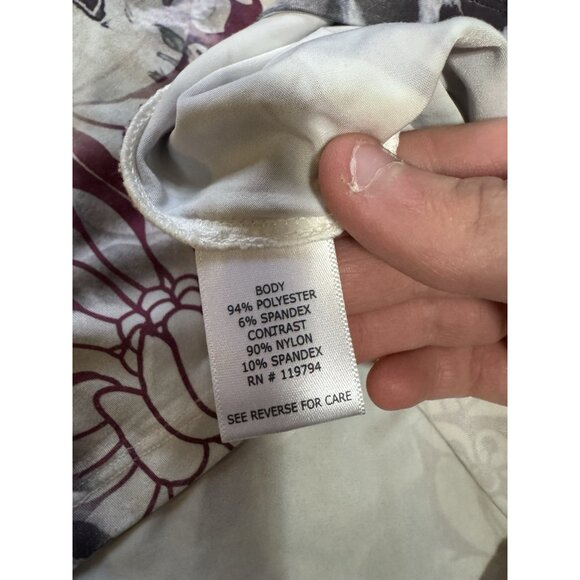 BODY
94% POLYESTER
6% SPANDEX
CONTRAST
90% NYLON
10% SPANDEX
RN # 119794
SEE REVERSE FOR CARE